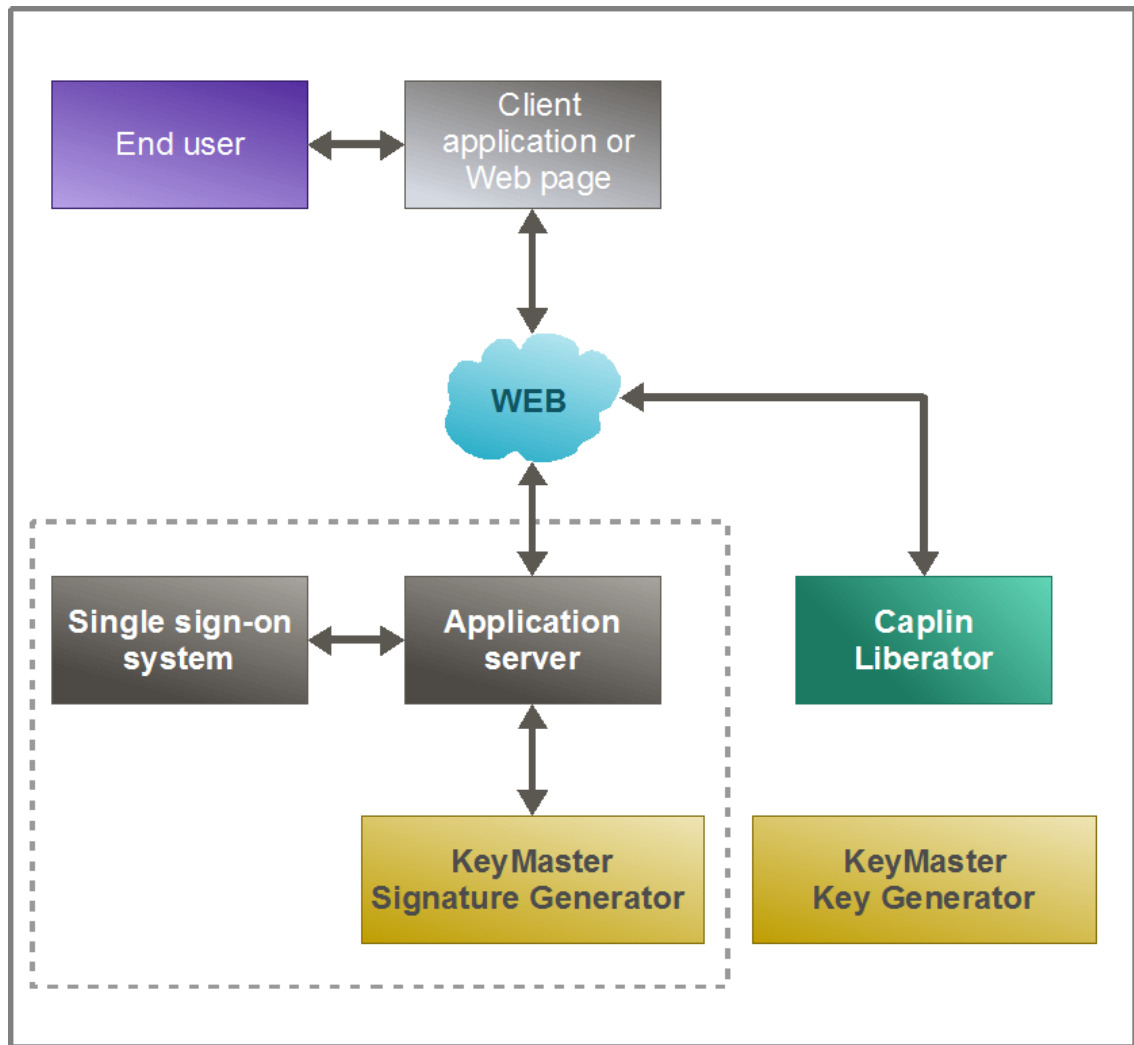 End user
Client
application or
Web page
WEB
Single sign-on
system
Application
server
Caplin
Liberator
KeyMaster
Signature Generator
KeyMaster
Key Generator